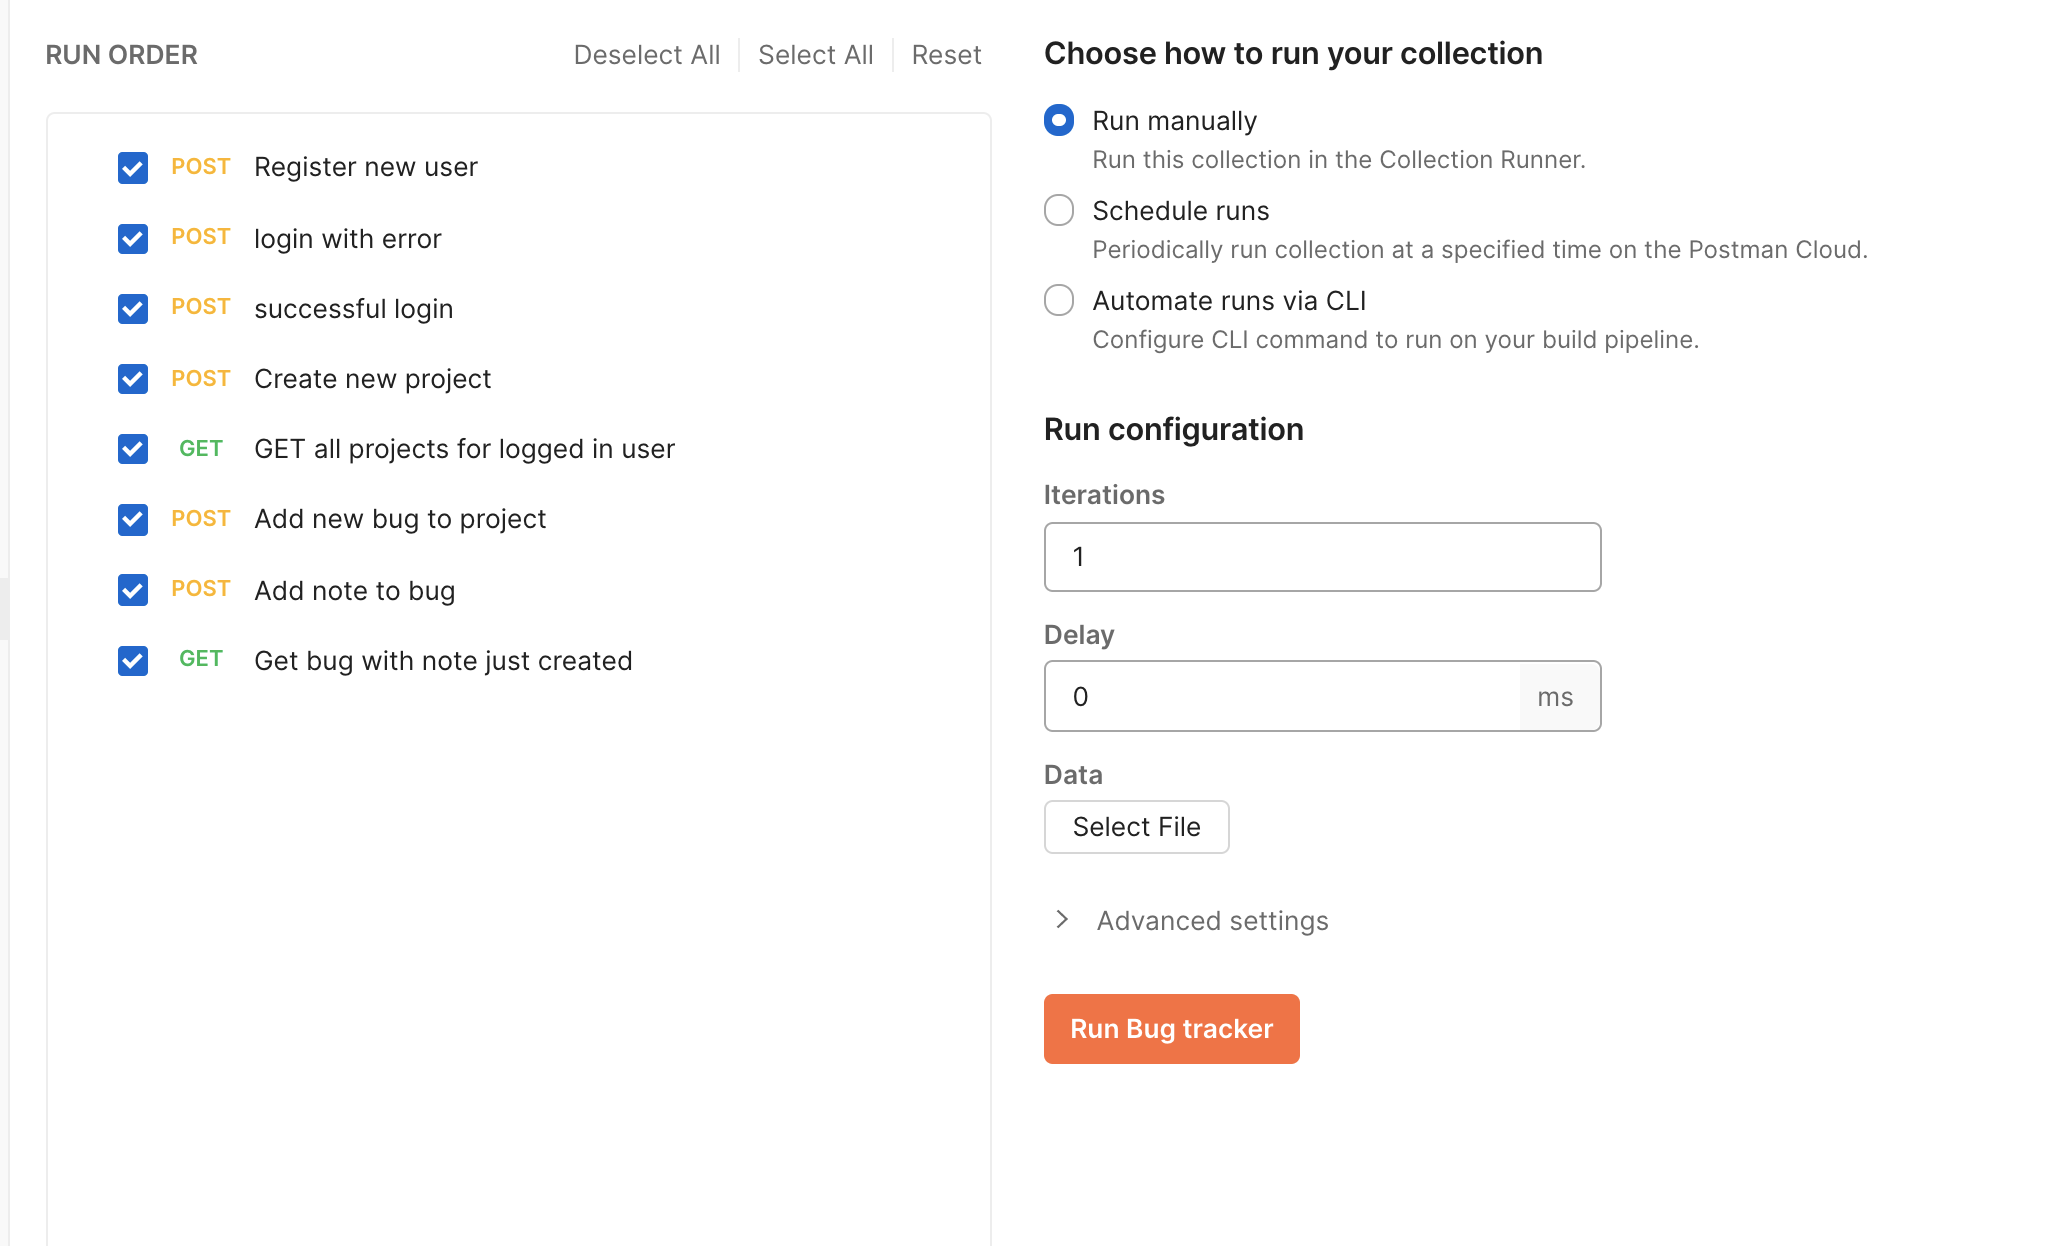 RUN ORDER
Deselect All
Select All
Reset
POST Register new user
POST login with error
POST successful login
POST Create new project
GET GET all projects for logged in user
POST Add new bug to project
POST Add note to bug
GET Get bug with note just created
Choose how to run your collection
Run manually
Run this collection in the Collection Runner.
Schedule runs
Periodically run collection at a specified time on the Postman Cloud.
Automate runs via CLI
Configure CLI command to run on your build pipeline.
Run configuration
Iterations
1
Delay
0 ms
Data
Select File
Advanced settings
Run Bug tracker